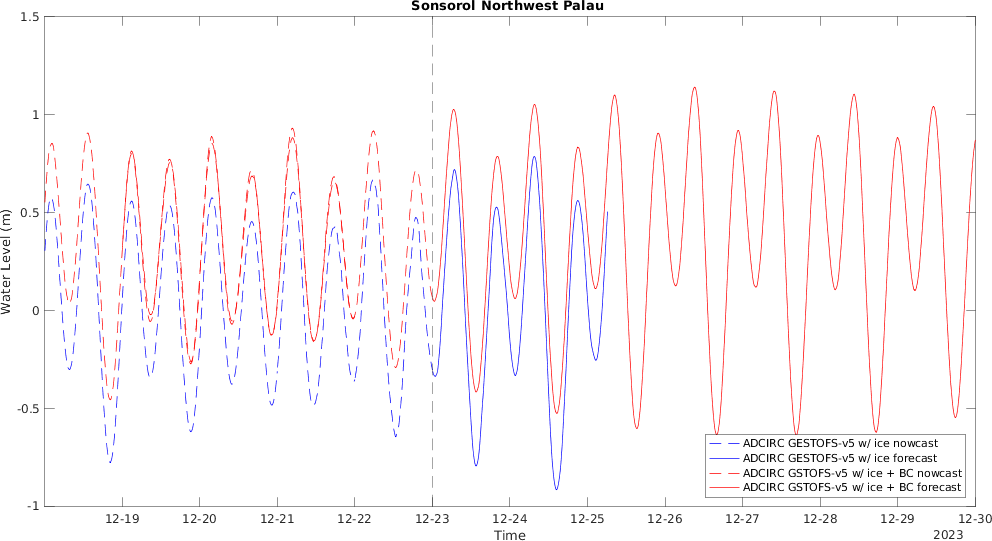 Sonsorol Northwest Palau
1.5
1
0.5
0
-0.5
-1
Water Level (m)
ADCIRC GESTOFS-v5 w/ ice nowcast
ADCIRC GESTOFS-v5 w/ ice forecast
ADCIRC GSTOFS-v5 w/ ice + BC nowcast
ADCIRC GSTOFS-v5 w/ ice + BC forecast
12-19 12-20 12-21 12-22 12-23 12-24 12-25 12-26 12-27 12-28 12-29 12-30
Time
2023